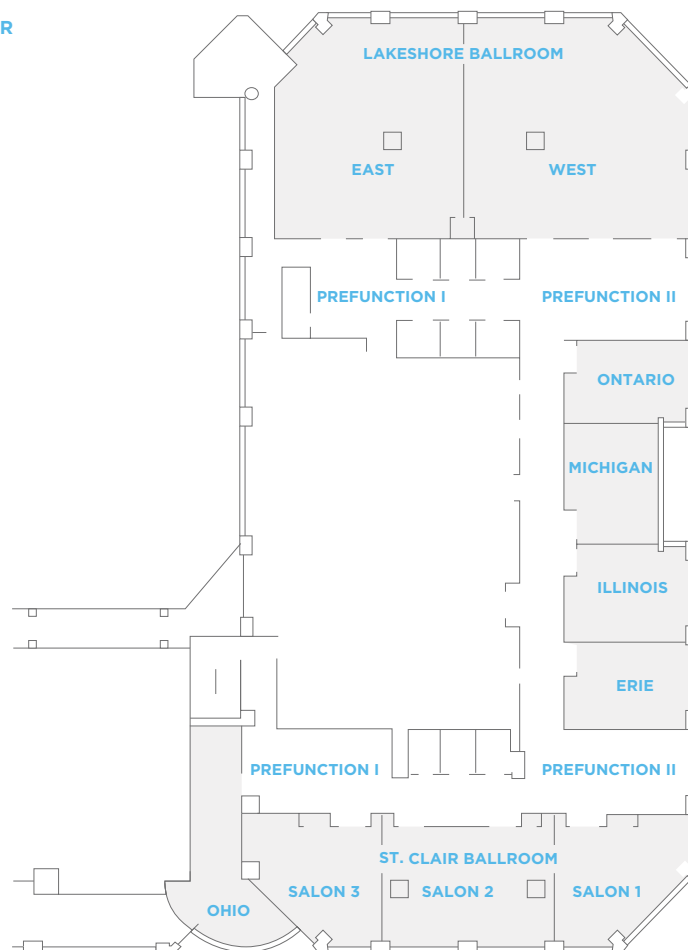 R
LAKESHORE BALLROOM
EAST
WEST
PREFUNCTION I
PREFUNCTION II
ONTARIO
MICHIGAN
ILLINOIS
ERIE
PREFUNCTION I
PREFUNCTION II
ST. CLAIR BALLROOM
SALON 3
SALON 2
SALON 1
OHIO